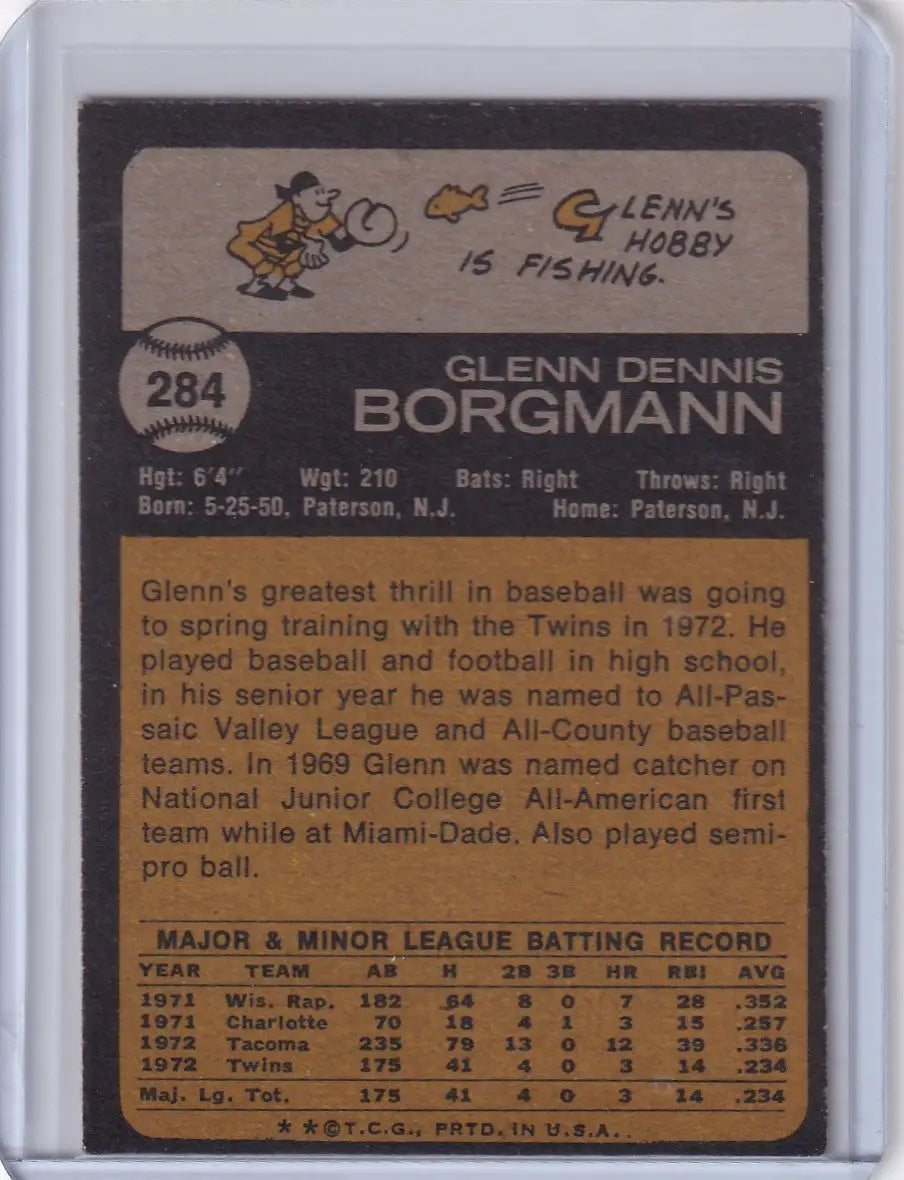 GLENN'S
HOBBY
IS FISHING.
284
GLENN DENNIS
BORGMANN
Hgt: 6'4" Wgt: 210 Bats: Right Throws: Right
Born: 5-25-50, Paterson, N.J. Home: Paterson, N.J.
Glenn's greatest thrill in baseball was going
to spring training with the Twins in 1972. He
played baseball and football in high school,
in his senior year he was named to All-Pas-
saic Valley League and All-County baseball
teams. In 1969 Glenn was named catcher on
National Junior College All-American first
team while at Miami-Dade. Also played semi-
pro ball.
MAJOR & MINOR LEAGUE BATTING RECORD
YEAR TEAM AB H 2B 3B HR RBI AVG
1971 Wis. Rap. 182 64 8 0 7 28 .352
1971 Charlotte 70 18 4 1 3 15 .257
1972 Tacoma 235 79 13 0 12 39 .336
1972 Twins 175 41 4 0 3 14 .234
Maj. Lg. Tot. 175 41 4 0 3 14 .234
* *©T.C.G., PRTD. IN U.S.A.